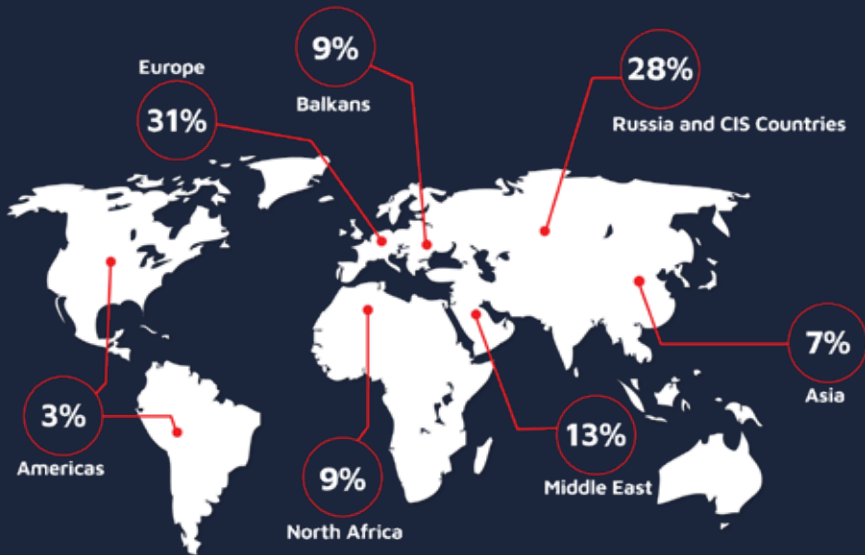 Europe
31%
9%
Balkans
28%
Russia and CIS Countries
7%
Asia
3%
Americas
9%
North Africa
13%
Middle East